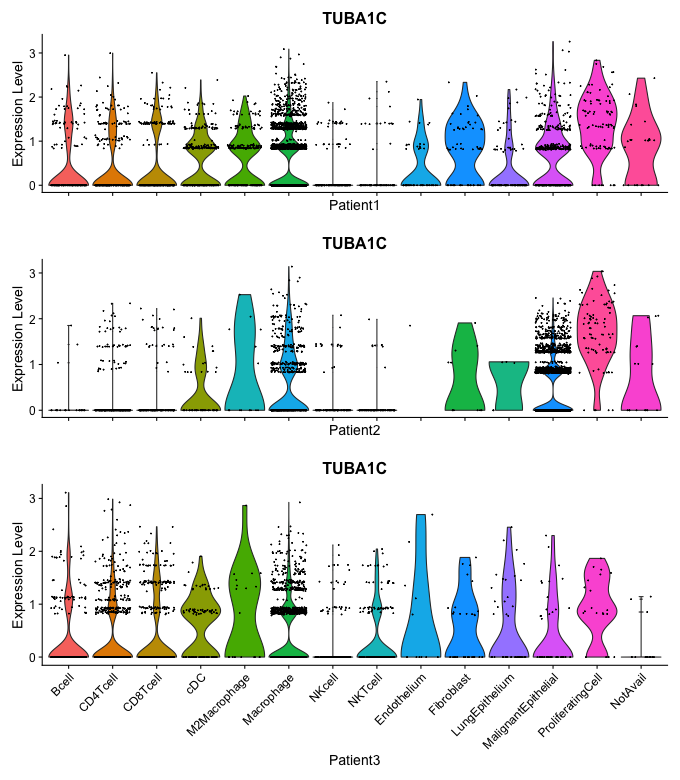 TUBA1C
Expression Level
3
2
1
0
Patient1
TUBA1C
Expression Level
3
2
1
0
Patient2
TUBA1C
Expression Level
3
2
1
0
Bcell
CD4Tcell
CD8Tcell
cDC
M2Macrophage
Macrophage
NKcell
NKTcell
Endothelium
Fibroblast
LungEpithelium
MalignantEpithelial
ProliferatingCell
NotAvail
Patient3